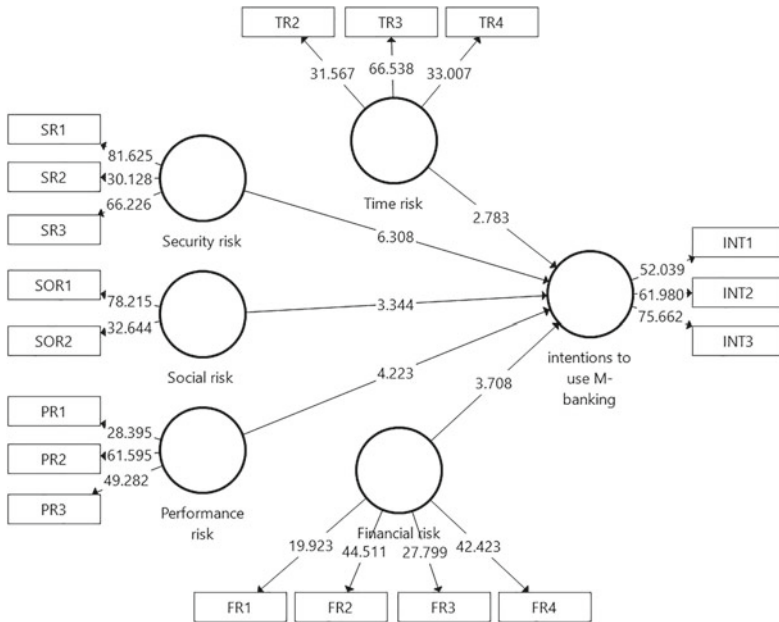 TR2
TR3
TR4
31.567
66.538
33.007
SR1
81.625
SR2
30.128
SR3
66.226
Security risk
Time risk
2.783
6.308
INT1
52.039
SOR1
78.215
3.344
61.980
INT2
SOR2
32.644
75.662
INT3
Social risk
4.223
intentions to
use M-
banking
3.708
PR1
28.395
PR2
61.595
49.282
PR3
Performance
risk
Financial risk
19.923
44.511
27.799
42.423
FR1
FR2
FR3
FR4